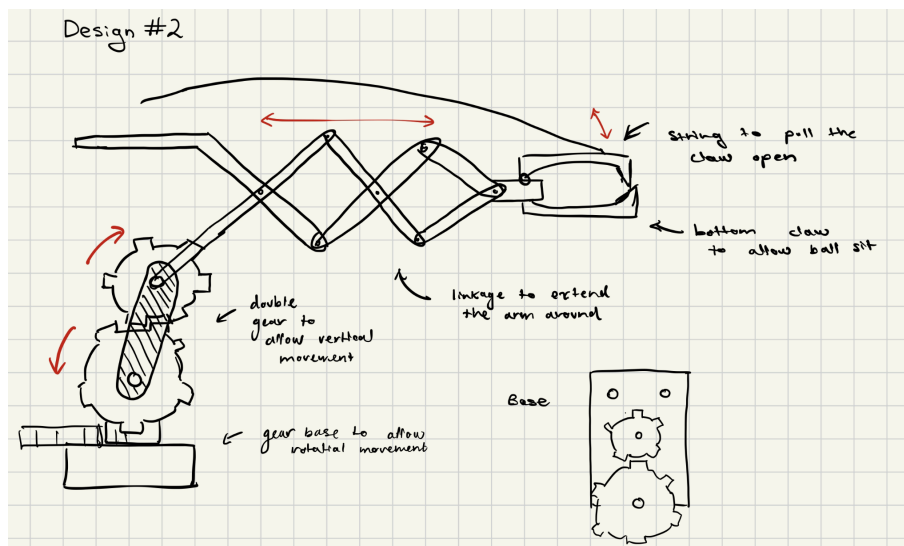 Design #2
string to pull the
claw open
bottom claw
to allow ball sit
linkage to extend
the arm around
double
gear to
allow vertical
movement
Base
gear base to allow
rotatial movement